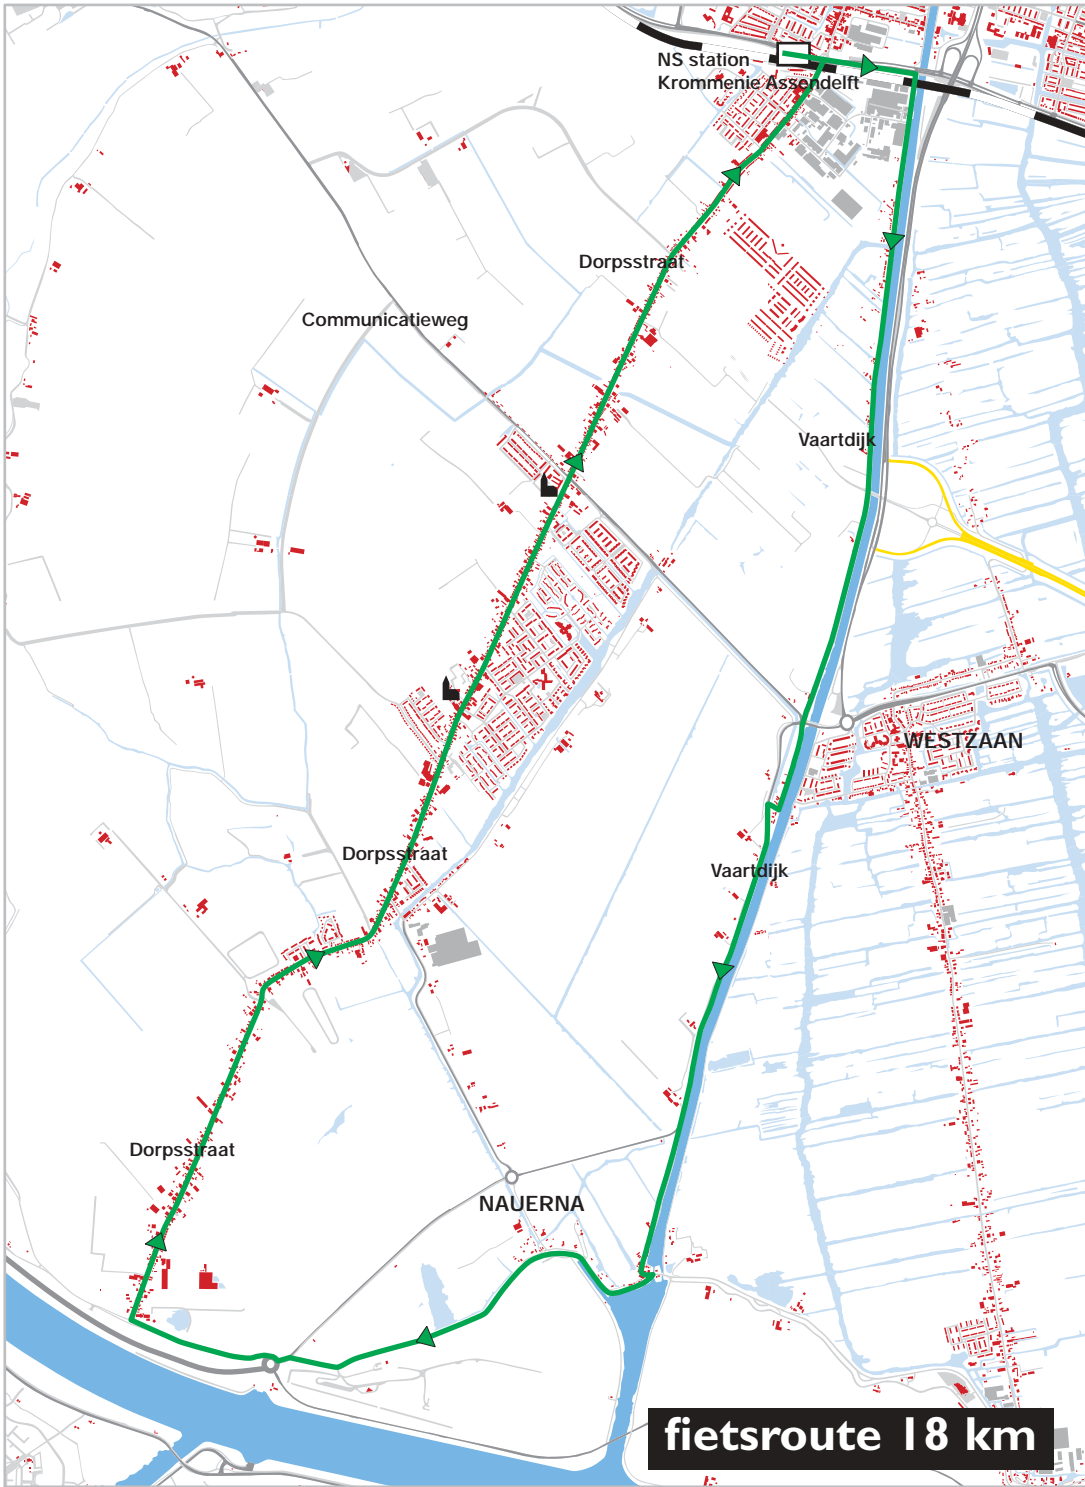 NS station
Krommenie Assendelft
Dorpsstraat
Communicatieweg
Vaartdijk
WESTZAAN
Dorpsstraat
Vaartdijk
Dorpsstraat
NAUERNA
fietsroute 18 km